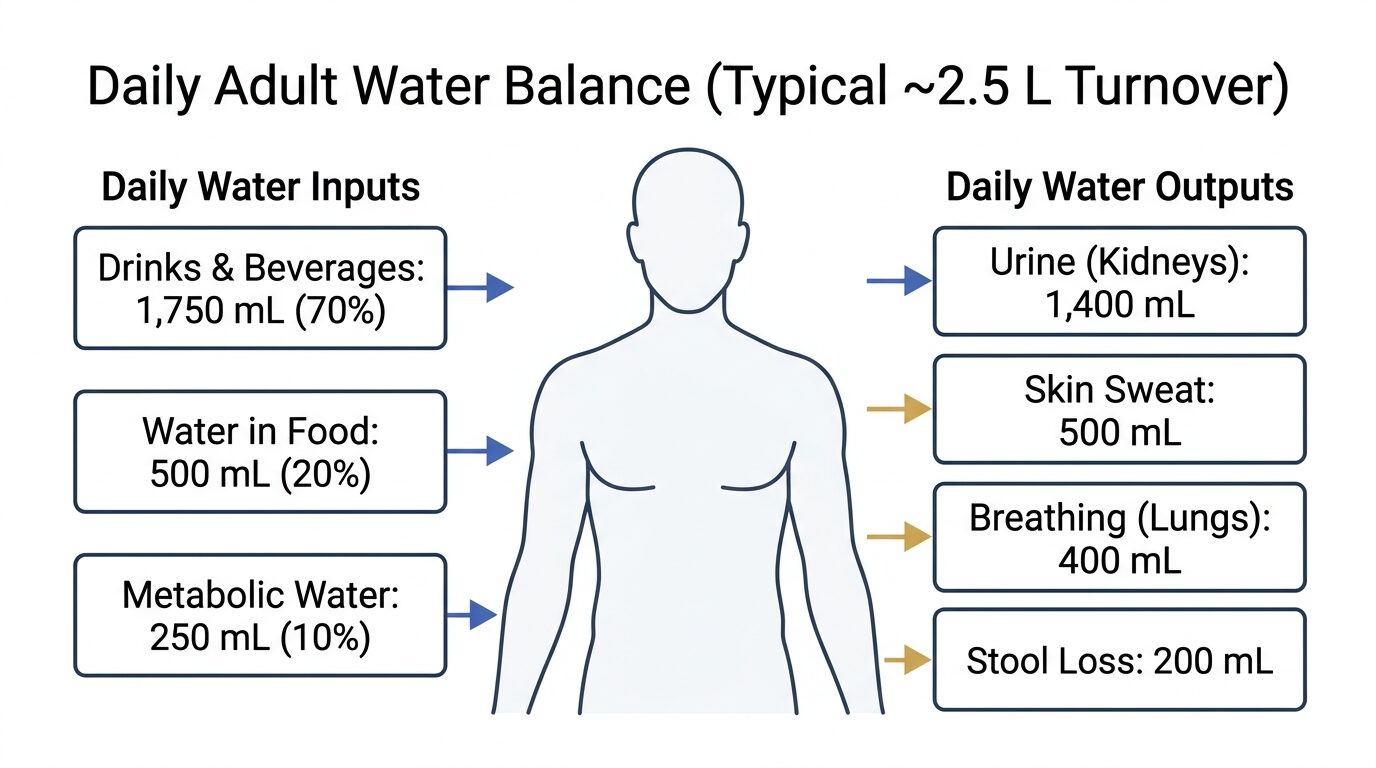 Daily Adult Water Balance (Typical ~2.5 L Turnover)
Daily Water Inputs
Drinks & Beverages:
1,750 mL (70%)
Water in Food:
500 mL (20%)
Metabolic Water:
250 mL (10%)
Daily Water Outputs
Urine (Kidneys):
1,400 mL
Skin Sweat:
500 mL
Breathing (Lungs):
400 mL
Stool Loss: 200 mL